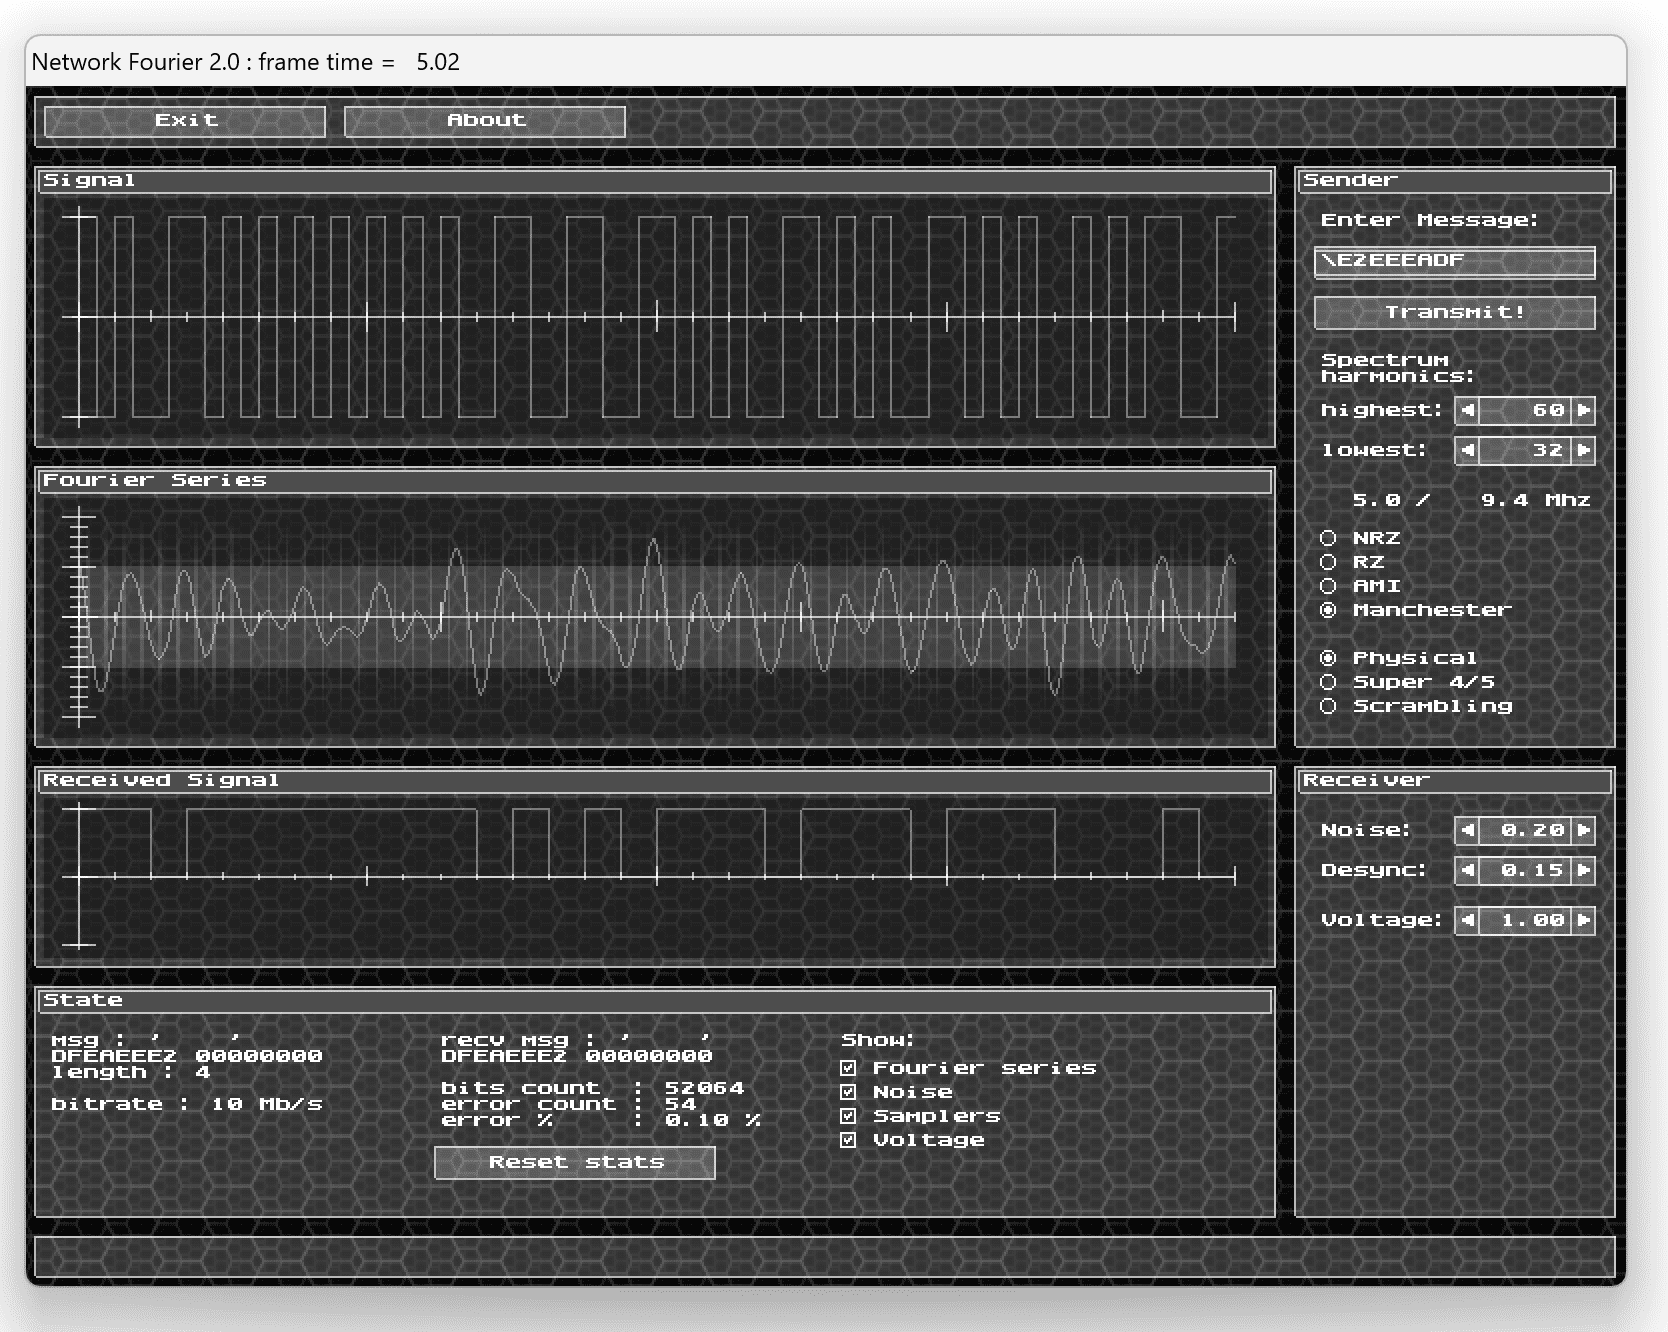 Network Fourier 2.0 : frame time = 5.02
Exit About
Signal
Fourier Series
Received Signal
State
msg : ' '
DFEAEEE2 00000000
length : 4
bitrate : 10 Mb/s
recv msg : ' '
DFEAEEE2 00000000
bits count : 52064
error count : 54
error % : 0.10 %
Reset stats
Show:
Fourier series
Noise
Samplers
Voltage
Sender
Enter Message:
\E2EEEADF
Transmit!
Spectrum
harmonics:
highest: 60
lowest: 32
5.0 / 9.4 Mhz
NRZ
RZ
AMI
Manchester
Physical
Super 4/5
Scrambling
Receiver
Noise: 0.20
Desync: 0.15
Voltage: 1.00